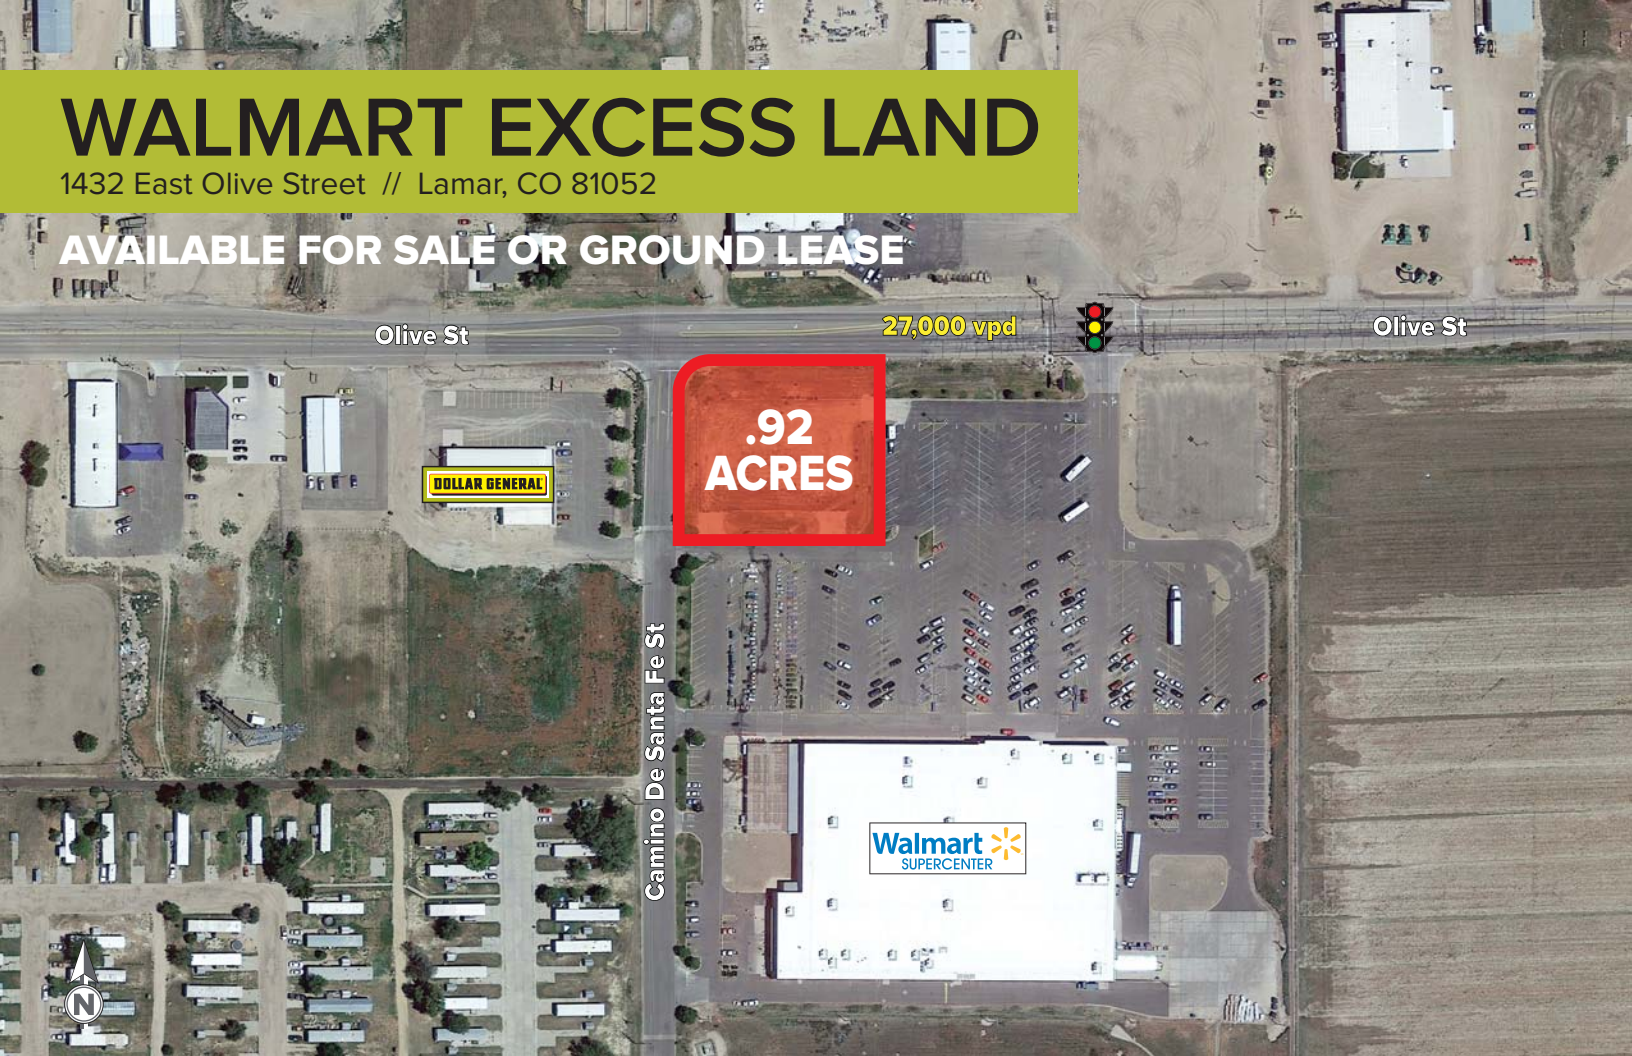 WALMART EXCESS LAND
1432 East Olive Street // Lamar, CO 81052
AVAILABLE FOR SALE OR GROUND LEASE
Olive St
27,000 vpd
Olive St
.92
ACRES
DOLLAR GENERAL
Camino De Santa Fe St
Walmart
SUPERCENTER
N